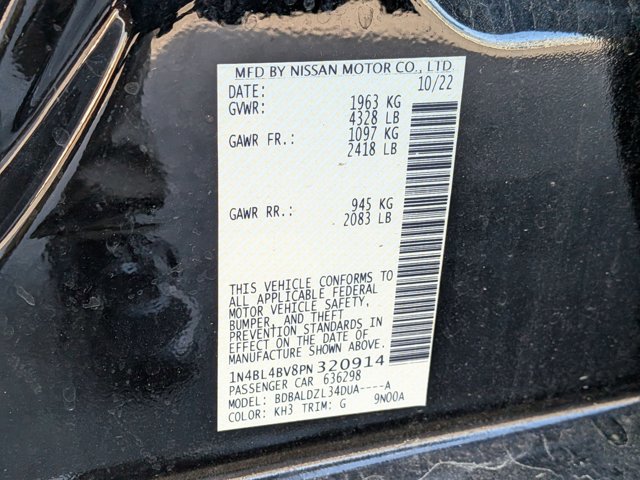 MFD BY NISSAN MOTOR CO., LTD.
DATE: 10/22
GVWR: 1963 KG
4328 LB
GAWR FR.: 1097 KG
2418 LB
GAWR RR.: 945 KG
2083 LB
THIS VEHICLE CONFORMS TO
ALL APPLICABLE FEDERAL
MOTOR VEHICLE SAFETY,
BUMPER, AND THEFT
PREVENTION STANDARDS IN
EFFECT ON THE DATE OF
MANUFACTURE SHOWN ABOVE.
1N4BL4BV8PN320914
PASSENGER CAR 636298
MODEL: BDBALDZL34DUA----A
COLOR: KH3 TRIM: G 9N00A